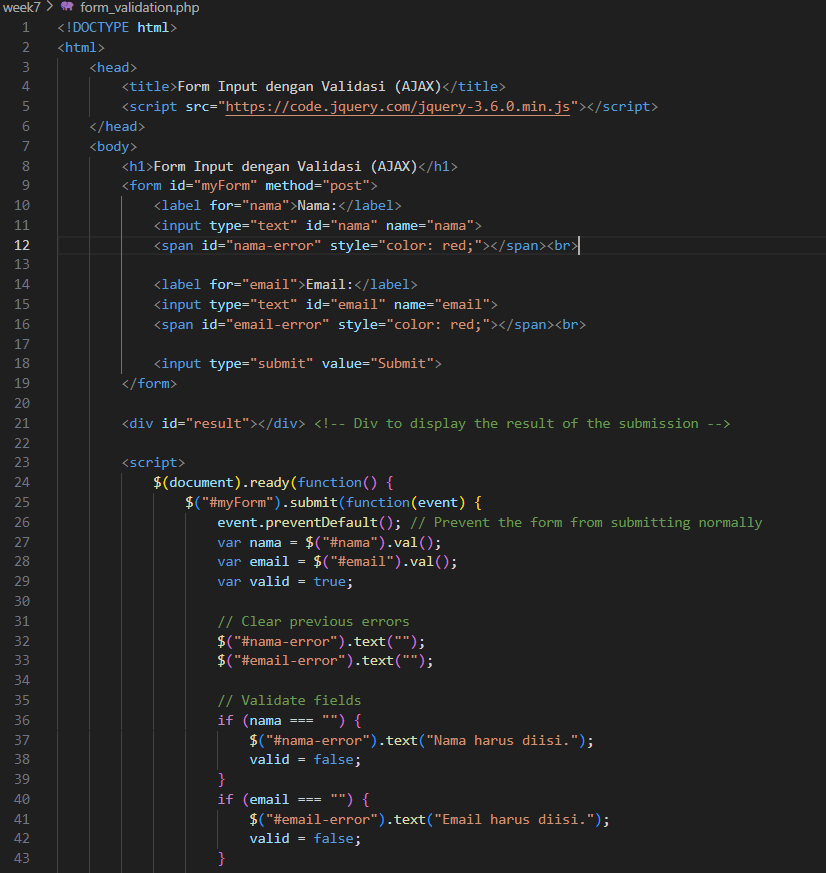 week7 > form_validation.php
1 <!DOCTYPE html>
2 <html>
3     <head>
4         <title>Form Input dengan Validasi (AJAX)</title>
5         <script src="https://code.jquery.com/jquery-3.6.0.min.js"></script>
6     </head>
7     <body>
8         <h1>Form Input dengan Validasi (AJAX)</h1>
9         <form id="myForm" method="post">
10             <label for="nama">Nama:</label>
11             <input type="text" id="nama" name="nama">
12             <span id="nama-error" style="color: red;"></span><br>
13
14             <label for="email">Email:</label>
15             <input type="text" id="email" name="email">
16             <span id="email-error" style="color: red;"></span><br>
17
18             <input type="submit" value="Submit">
19         </form>
20
21         <div id="result"></div> <!-- Div to display the result of the submission -->
22
23         <script>
24             $(document).ready(function() {
25                 $("#myForm").submit(function(event) {
26                     event.preventDefault(); // Prevent the form from submitting normally
27                     var nama = $("#nama").val();
28                     var email = $("#email").val();
29                     var valid = true;
30
31                     // Clear previous errors
32                     $("#nama-error").text("");
33                     $("#email-error").text("");
34
35                     // Validate fields
36                     if (nama === "") {
37                         $("#nama-error").text("Nama harus diisi.");
38                         valid = false;
39                     }
40                     if (email === "") {
41                         $("#email-error").text("Email harus diisi.");
42                         valid = false;
43                     }